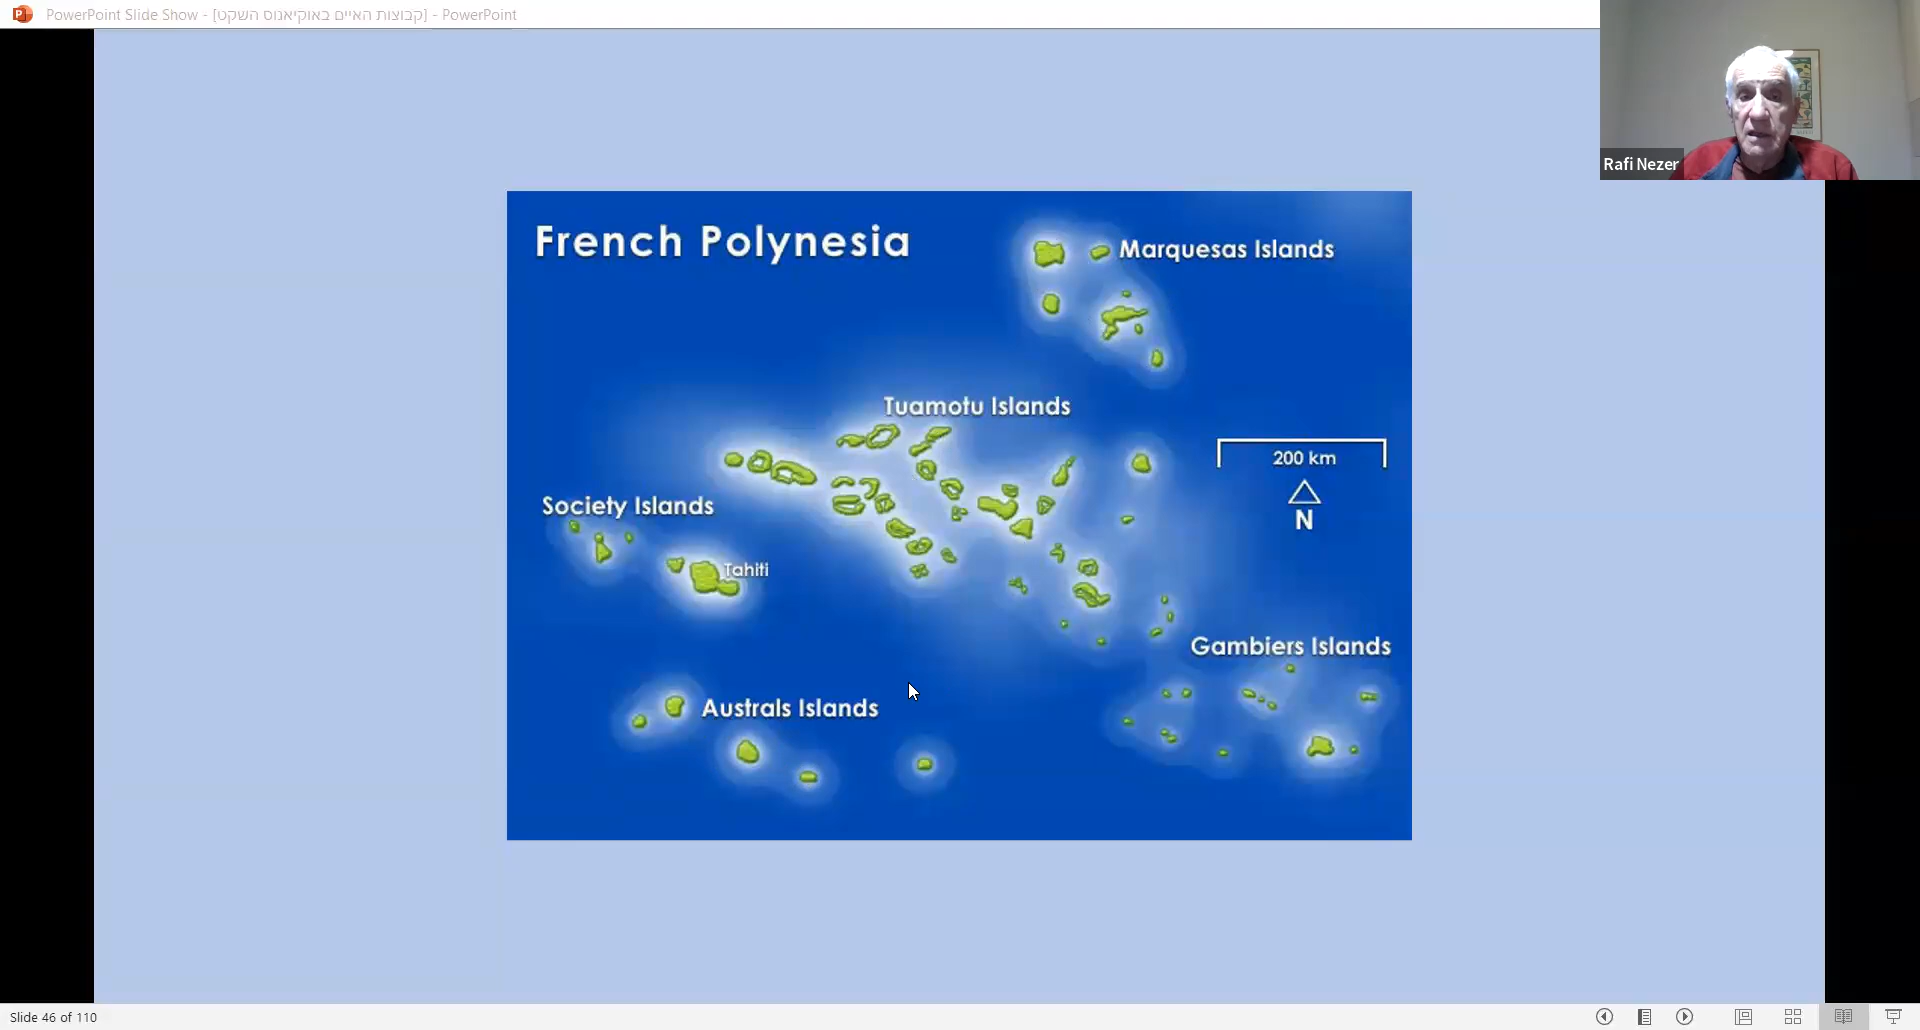 PowerPoint Slide Show - [קבוצות האיים באוקיאנוס השקט] - PowerPoint
Rafi Nezer
French Polynesia
Marquesas Islands
Tuamotu Islands
200 km
N
Society Islands
Tahiti
Gambiers Islands
Australs Islands
Slide 46 of 110